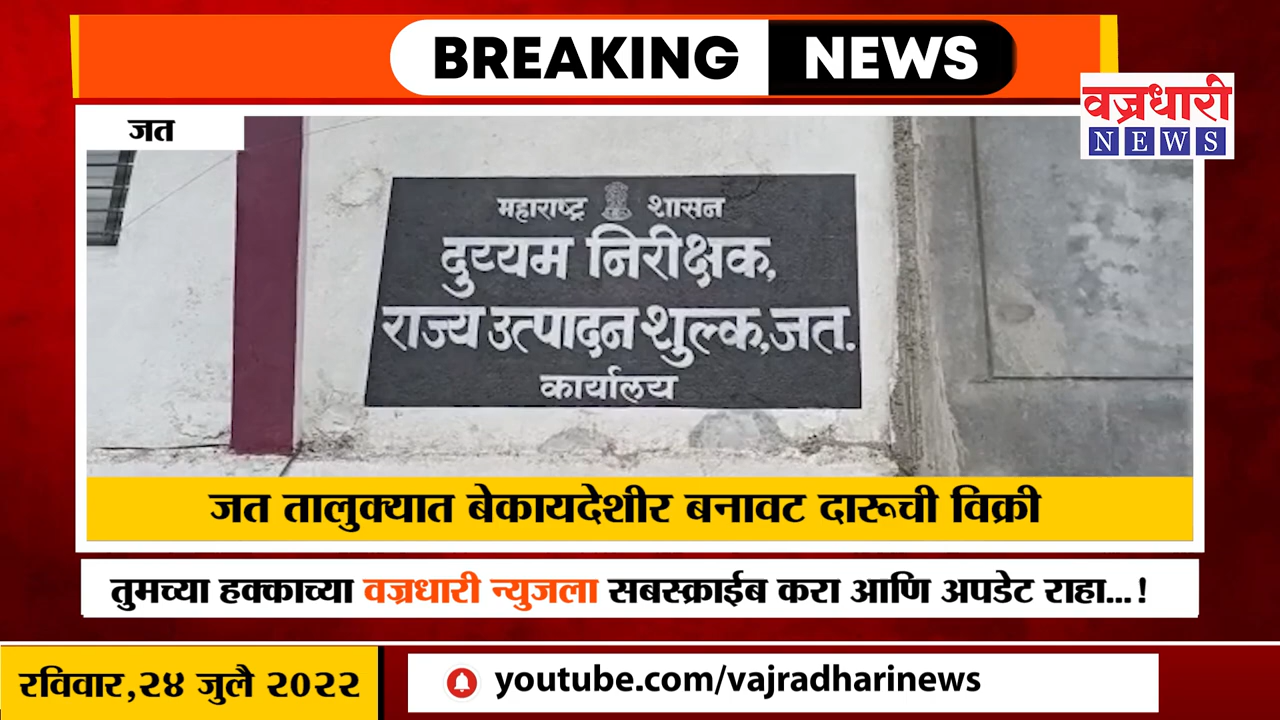 BREAKING NEWS
वज्रधारी
NEWS
जत
महाराष्ट्र शासन
दुय्यम निरीक्षक,
राज्य उत्पादन शुल्क,जत.
कार्यालय
जत तालुक्यात बेकायदेशीर बनावट दारूची विक्री
तुमच्या हक्काच्या वज्रधारी न्युजला सबस्क्राईब करा आणि अपडेट राहा...!
रविवार,२४ जुलै २०२२
youtube.com/vajradharinews